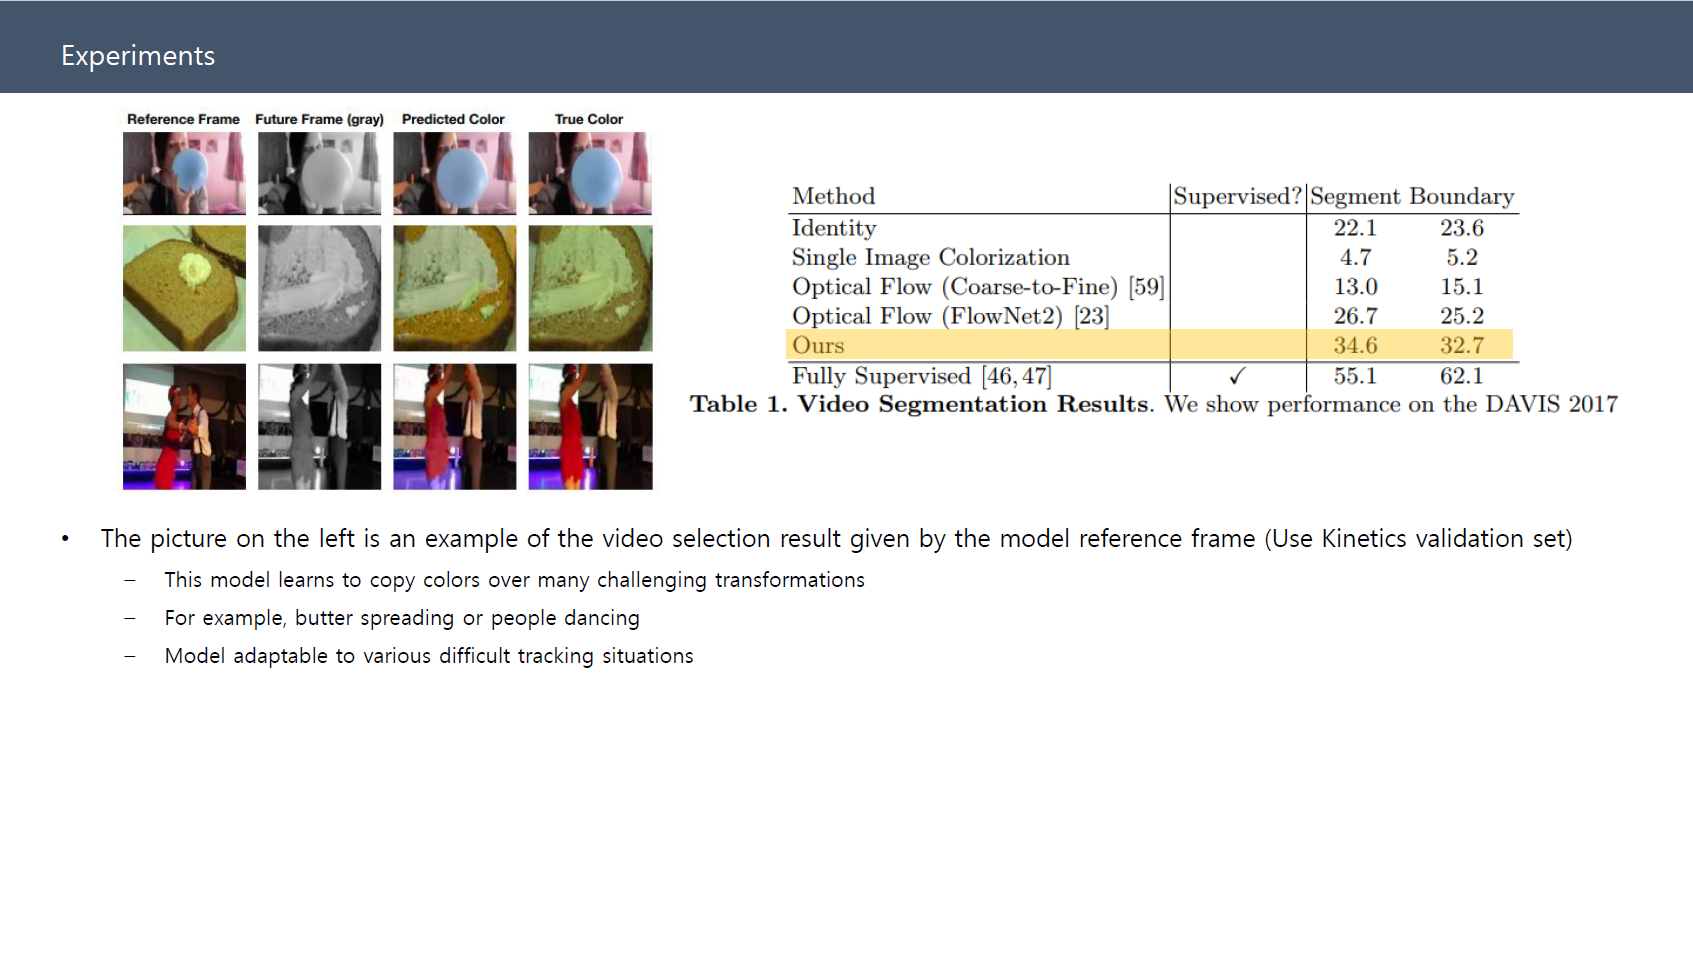 Experiments
Reference Frame Future Frame (gray) Predicted Color True Color
Method Supervised? Segment Boundary
Identity 22.1 23.6
Single Image Colorization 4.7 5.2
Optical Flow (Coarse-to-Fine) [59] 13.0 15.1
Optical Flow (FlowNet2) [23] 26.7 25.2
Ours 34.6 32.7
Fully Supervised [46,47] ✓ 55.1 62.1
Table 1. Video Segmentation Results. We show performance on the DAVIS 2017
• The picture on the left is an example of the video selection result given by the model reference frame (Use Kinetics validation set)
– This model learns to copy colors over many challenging transformations
– For example, butter spreading or people dancing
– Model adaptable to various difficult tracking situations